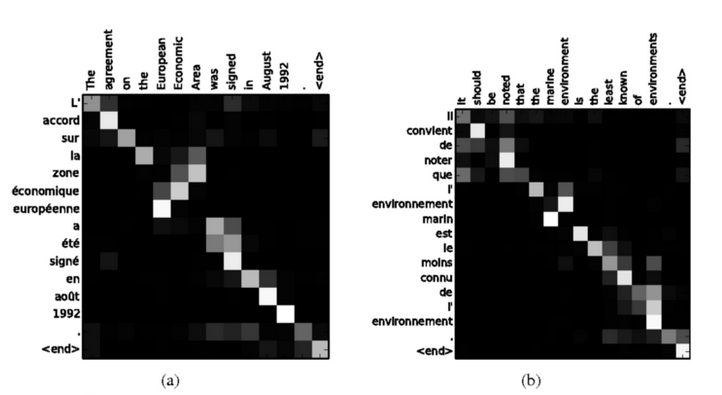 The agreement on the European Economic Area was signed in August 1992 . <end>
L'
accord
sur
la
zone
économique
européenne
a
été
signé
en
août
1992
.
<end>
(a)
It should be noted that the marine environment is the least known of environments . <end>
Il
convient
de
noter
que
l'
environnement
marin
est
le
moins
connu
de
l'
environnement
.
<end>
(b)